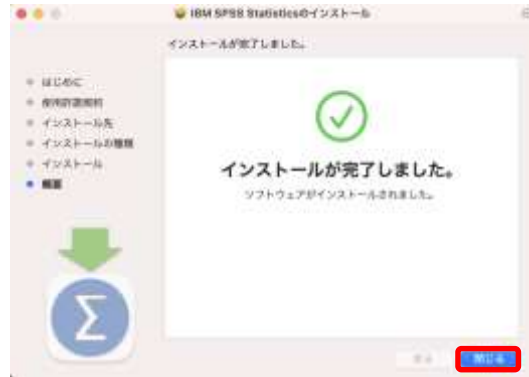 IBM SPSS Statisticsのインストール
インストールが完了しました。
はじめに
使用許諾契約
インストール先
インストールの種類
インストール
概要
インストールが完了しました。
ソフトウェアがインストールされました。
戻る
閉じる